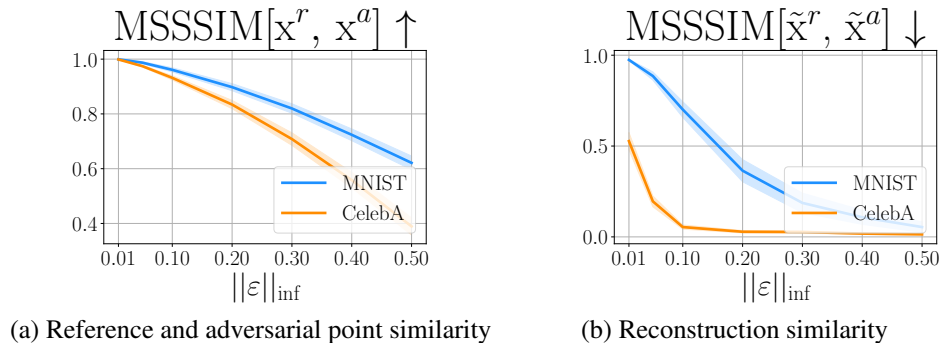 MSSSIM[x^r, x^a] ↑
1.0
0.8
0.6
0.4
MNIST
CelebA
0.01 0.10 0.20 0.30 0.40 0.50
||ε||_inf
(a) Reference and adversarial point similarity
MSSSIM[x̃^r, x̃^a] ↓
1.0
0.5
0.0
MNIST
CelebA
0.01 0.10 0.20 0.30 0.40 0.50
||ε||_inf
(b) Reconstruction similarity